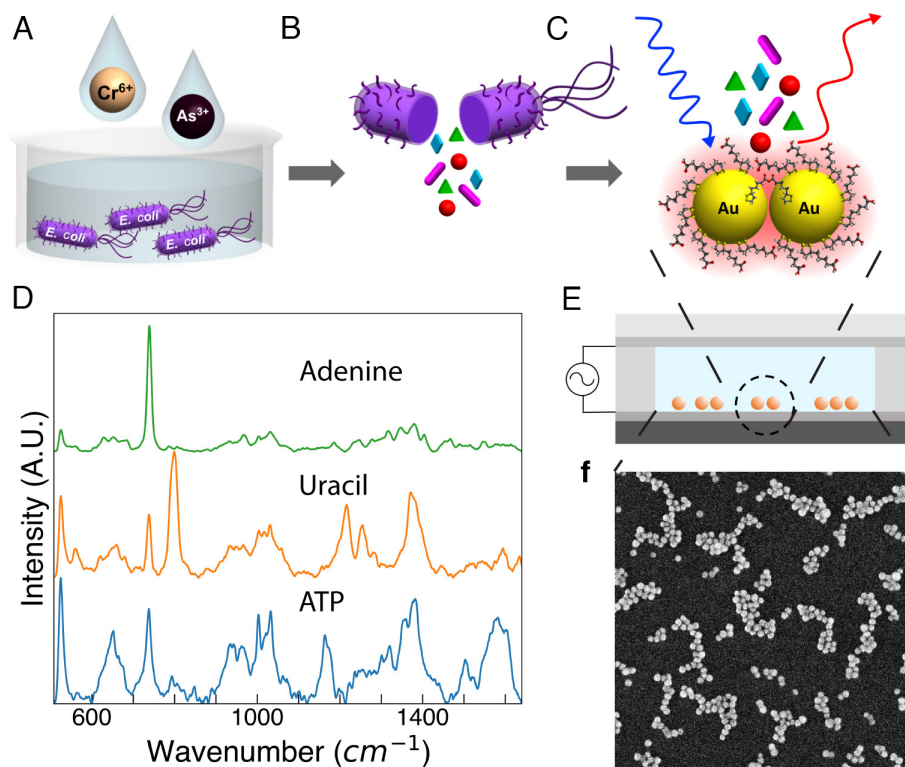 A
B
C
Cr6+
As3+
E. coli
E. coli
E. coli
Au
Au
D
E
Adenine
Uracil
ATP
Intensity (A.U.)
600
1000
1400
Wavenumber (cm−1)
f